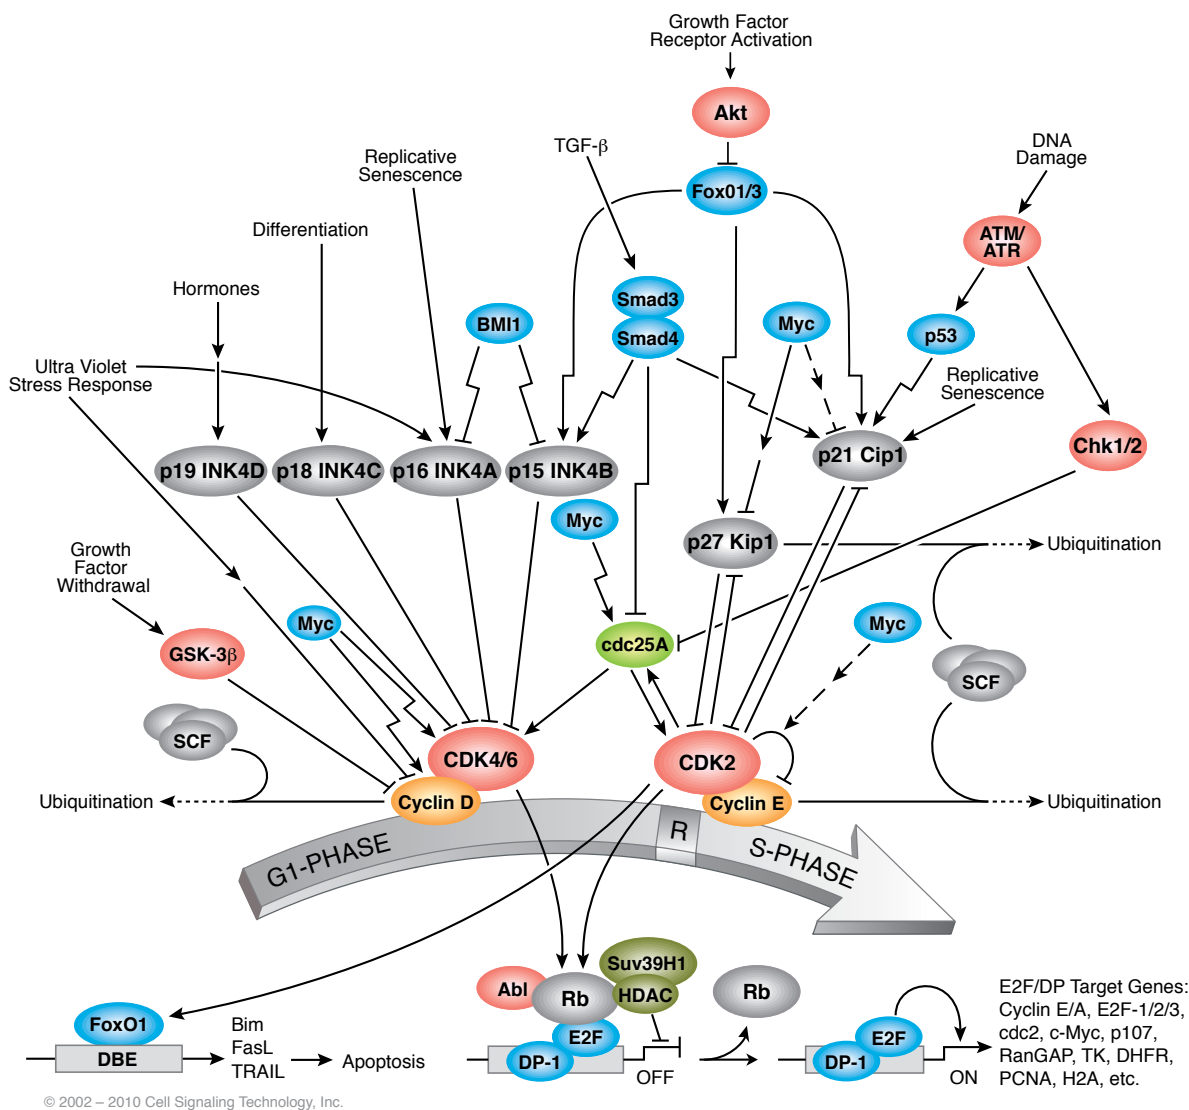 Growth Factor
Receptor Activation
Akt
DNA
Damage
TGF-β
Replicative
Senescence
Fox01/3
ATM/
ATR
Differentiation
Hormones
Smad3
Smad4
BMI1
Myc
p53
Ultra Violet
Stress Response
Replicative
Senescence
Chk1/2
p19 INK4D
p18 INK4C
p16 INK4A
p15 INK4B
p21 Cip1
Myc
p27 Kip1
Ubiquitination
Growth
Factor
Withdrawal
Myc
Myc
cdc25A
GSK-3β
SCF
SCF
CDK4/6
CDK2
Ubiquitination
Cyclin D
Cyclin E
Ubiquitination
G1-PHASE
R
S-PHASE
Suv39H1
HDAC
Abl
Rb
Rb
E2F
DP-1
OFF
FoxO1
DBE
Bim
FasL
TRAIL
Apoptosis
E2F
DP-1
ON
E2F/DP Target Genes:
Cyclin E/A, E2F-1/2/3,
cdc2, c-Myc, p107,
RanGAP, TK, DHFR,
PCNA, H2A, etc.
© 2002 – 2010 Cell Signaling Technology, Inc.